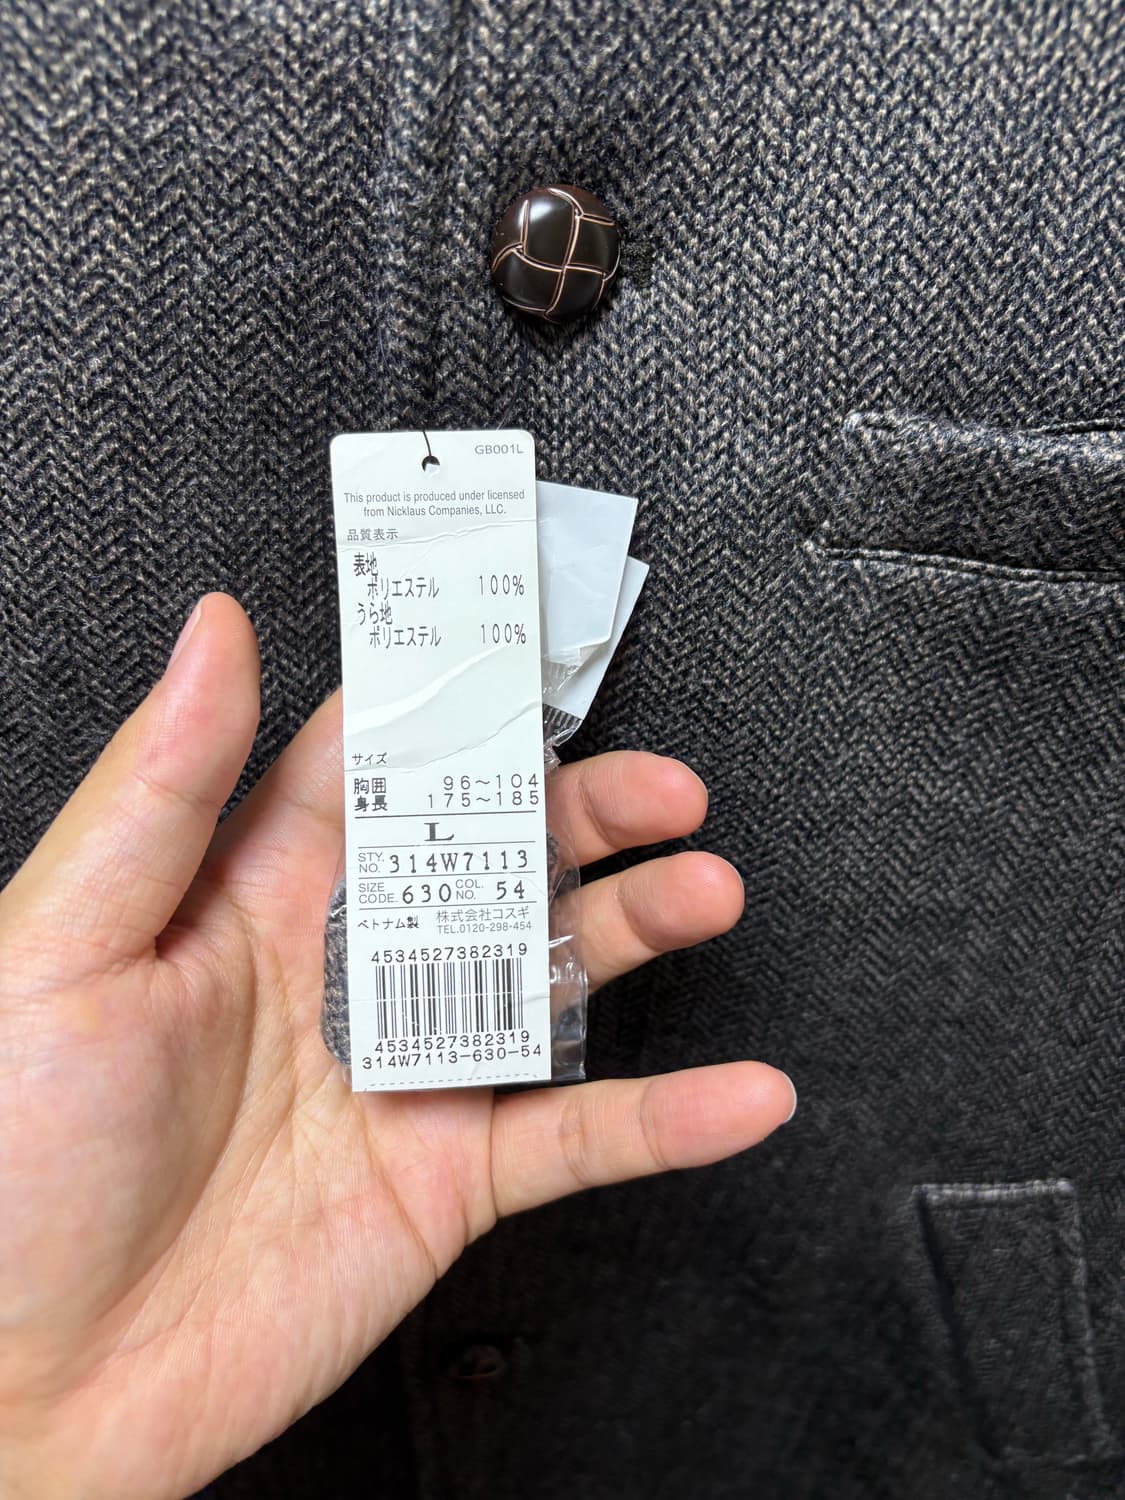 GB001L
This product is produced under licensed
from Nicklaus Companies, LLC.
品質表示
表地
ポリエステル 100%
うら地
ポリエステル 100%
サイズ
胸囲 96~104
身長 175~185
L
STY. NO. 314W7113
SIZE CODE. 630 COL. NO. 54
ベトナム製 株式会社コスギ
TEL.0120-298-454
4534527382319
4534527382319
314W7113-630-54